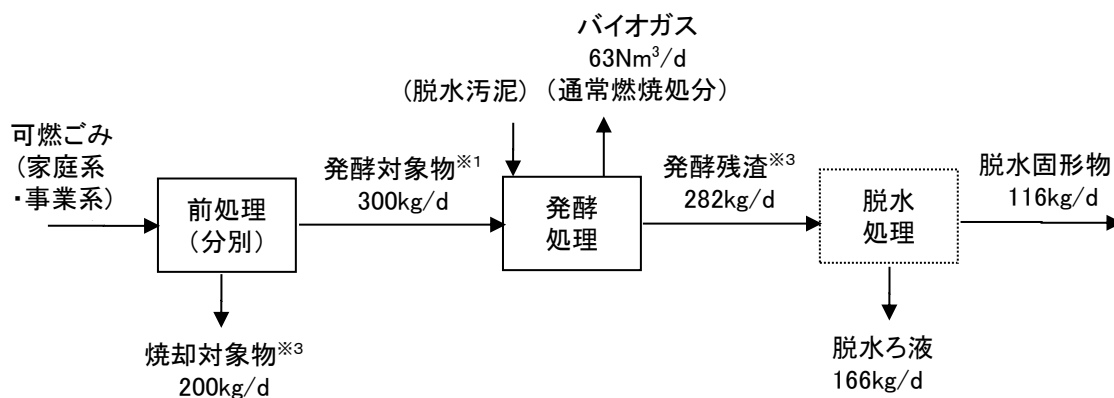 バイオガス
63Nm³/d
(脱水汚泥)
(通常燃焼処分)
可燃ごみ
(家庭系
・事業系)
前処理
(分別)
発酵対象物※1
300kg/d
発酵
処理
発酵残渣※3
282kg/d
脱水
処理
脱水固形物
116kg/d
焼却対象物※3
200kg/d
脱水ろ液
166kg/d